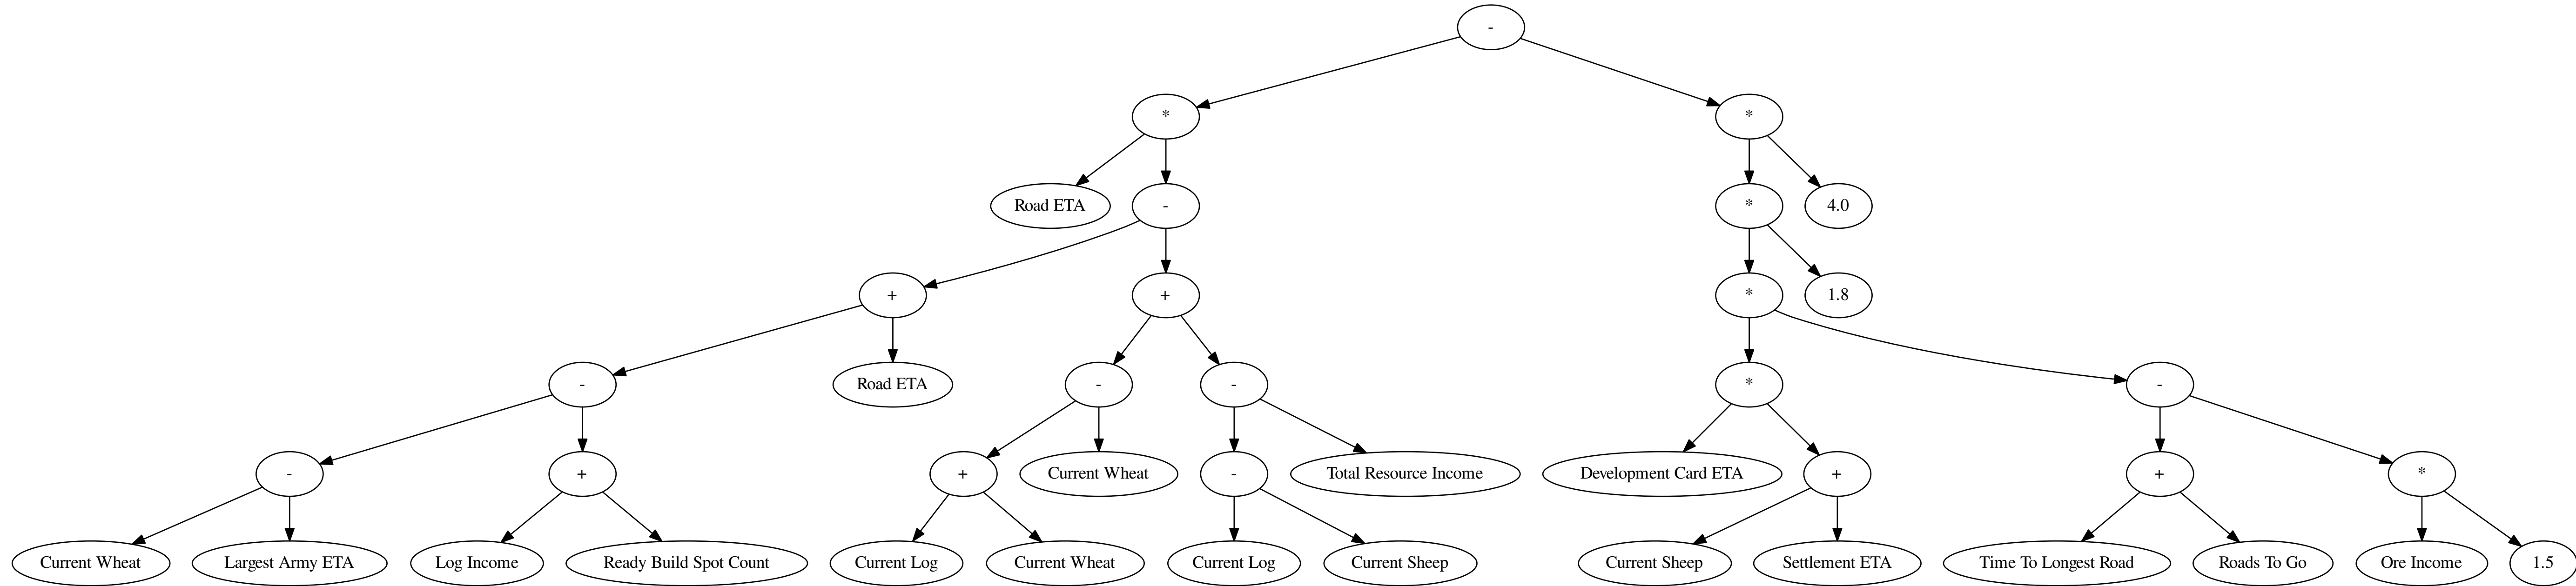 -
* *
Road ETA - * 4.0
+ + * 1.8
- Road ETA - - * -
- + + Current Wheat - Total Resource Income Development Card ETA + + *
Current Wheat Largest Army ETA Log Income Ready Build Spot Count Current Log Current Wheat Current Log Current Sheep Current Sheep Settlement ETA Time To Longest Road Roads To Go Ore Income 1.5